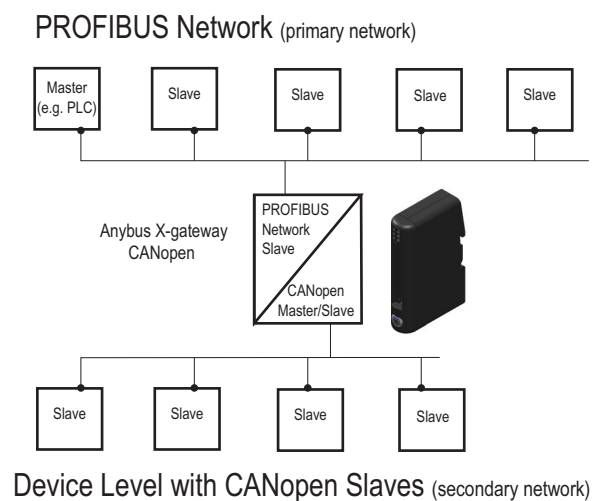 PROFIBUS Network (primary network)
Master
(e.g. PLC)
Slave
Slave
Slave
Slave
Anybus X-gateway
CANopen
PROFIBUS
Network
Slave
CANopen
Master/Slave
Slave
Slave
Slave
Slave
Device Level with CANopen Slaves (secondary network)